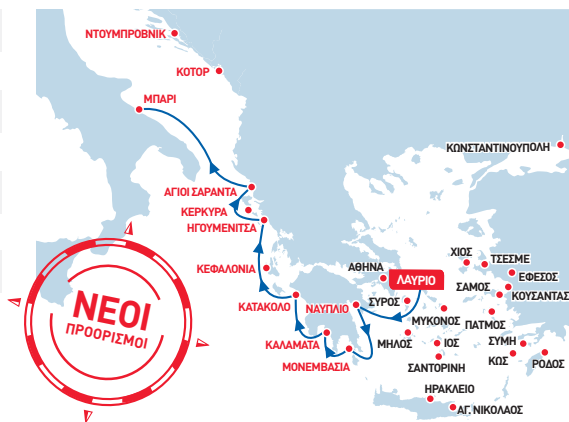 ΝΤΟΥΜΠΡΟΒΝΙΚ
ΚΟΤΟΡ
ΜΠΑΡΙ
ΚΩΝΣΤΑΝΤΙΝΟΥΠΟΛΗ
ΑΓΙΟΙ ΣΑΡΑΝΤΑ
ΚΕΡΚΥΡΑ
ΗΓΟΥΜΕΝΙΤΣΑ
ΚΕΦΑΛΟΝΙΑ
ΑΘΗΝΑ
ΛΑΥΡΙΟ
ΧΙΟΣ
ΤΣΕΣΜΕ
ΕΦΕΣΟΣ
ΣΑΜΟΣ
ΚΟΥΣΑΝΤΑΣ
ΚΑΤΑΚΟΛΟ
ΝΑΥΠΛΙΟ
ΣΥΡΟΣ
ΜΥΚΟΝΟΣ
ΠΑΤΜΟΣ
ΚΑΛΑΜΑΤΑ
ΜΗΛΟΣ
ΙΟΣ
ΣΥΜΗ
ΜΟΝΕΜΒΑΣΙΑ
ΣΑΝΤΟΡΙΝΗ
ΚΩΣ
ΡΟΔΟΣ
ΗΡΑΚΛΕΙΟ
ΑΓ. ΝΙΚΟΛΑΟΣ
ΝΕΟΙ
ΠΡΟΟΡΙΣΜΟΙ